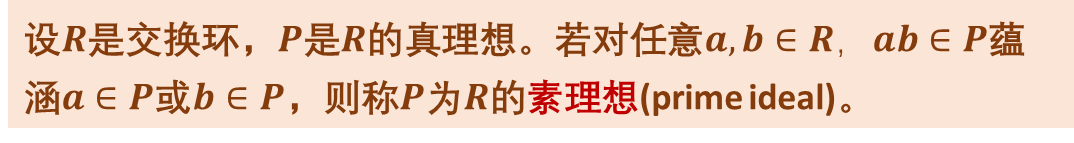 设R是交换环，P是R的真理想。若对任意a, b ∈ R，ab ∈ P蕴
涵a ∈ P或b ∈ P，则称P为R的素理想(prime ideal)。